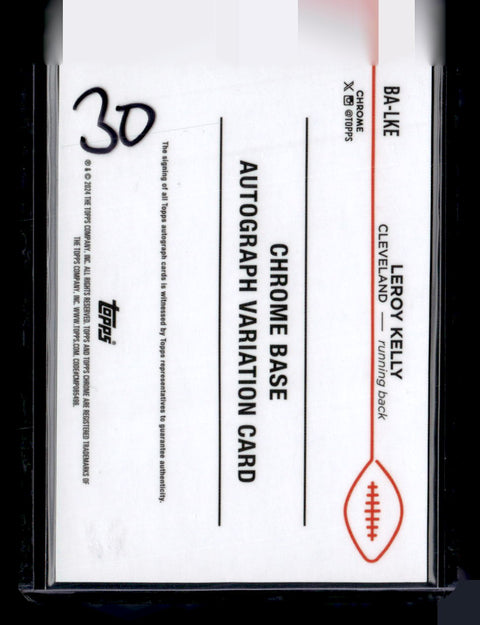 BA-LKE
LEROY KELLY
CLEVELAND — running back
CHROME
@TOPPS
CHROME BASE
AUTOGRAPH VARIATION CARD
The signing of all Topps autograph cards is witnessed by Topps representatives to guarantee authenticity.
topps®
® & © 2024 THE TOPPS COMPANY, INC. ALL RIGHTS RESERVED. TOPPS AND TOPPS CHROME ARE REGISTERED TRADEMARKS OF
THE TOPPS COMPANY, INC. WWW.TOPPS.COM. CODE#CMP086486.
30